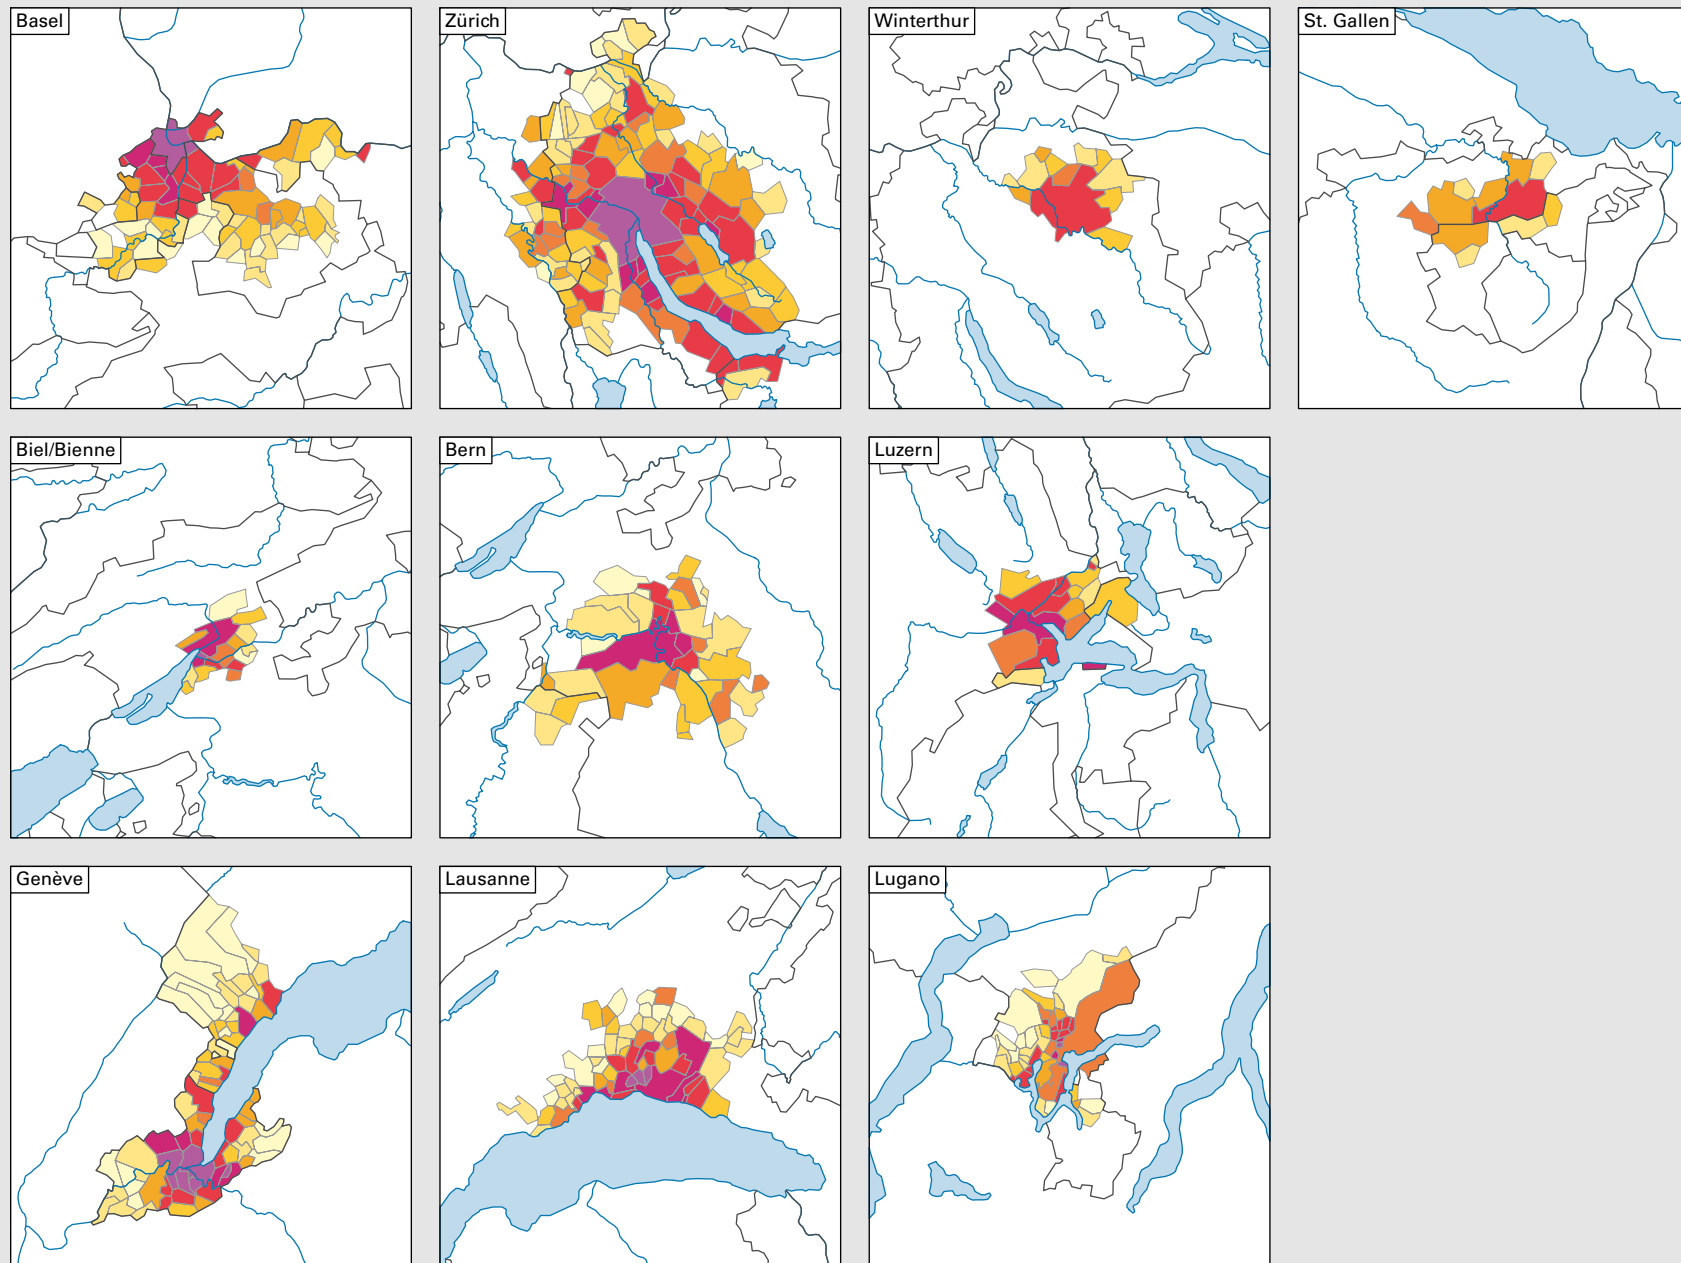 Basel
Zürich
Winterthur
St. Gallen
Biel/Bienne
Bern
Luzern
Genève
Lausanne
Lugano